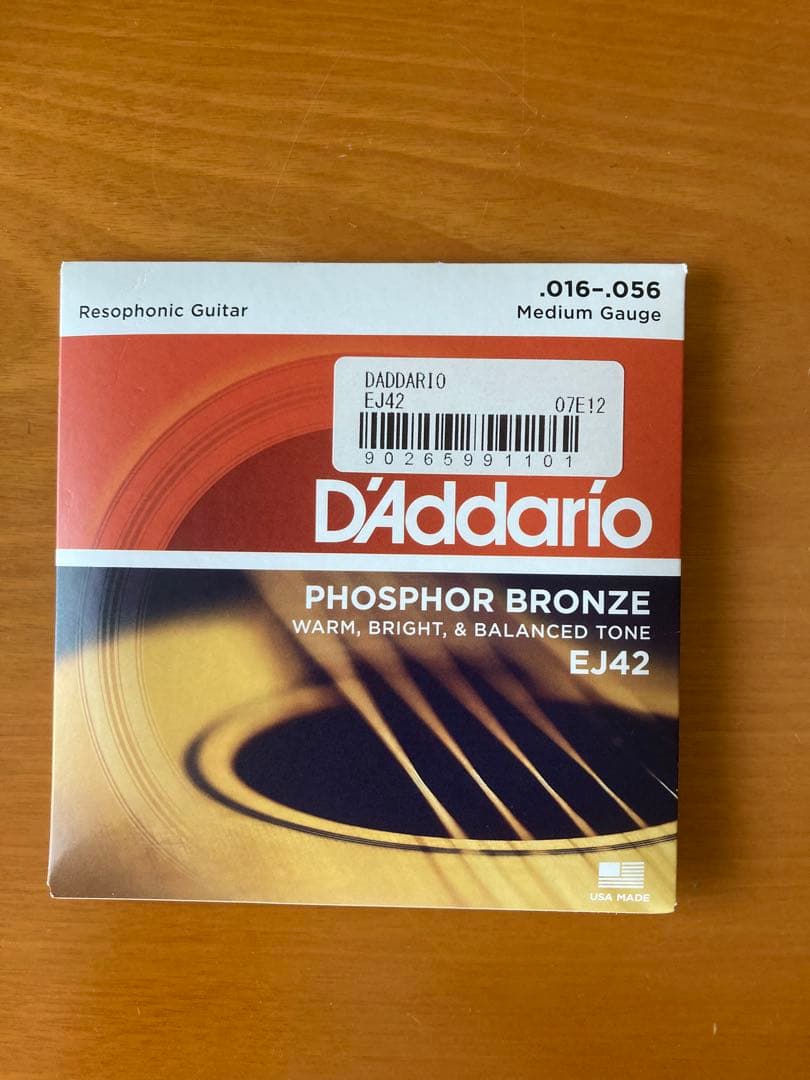 Resophonic Guitar
.016–.056
Medium Gauge
DADDARIO
EJ42
07E12
90265991101
D'Addario
PHOSPHOR BRONZE
WARM, BRIGHT, & BALANCED TONE
EJ42
USA MADE